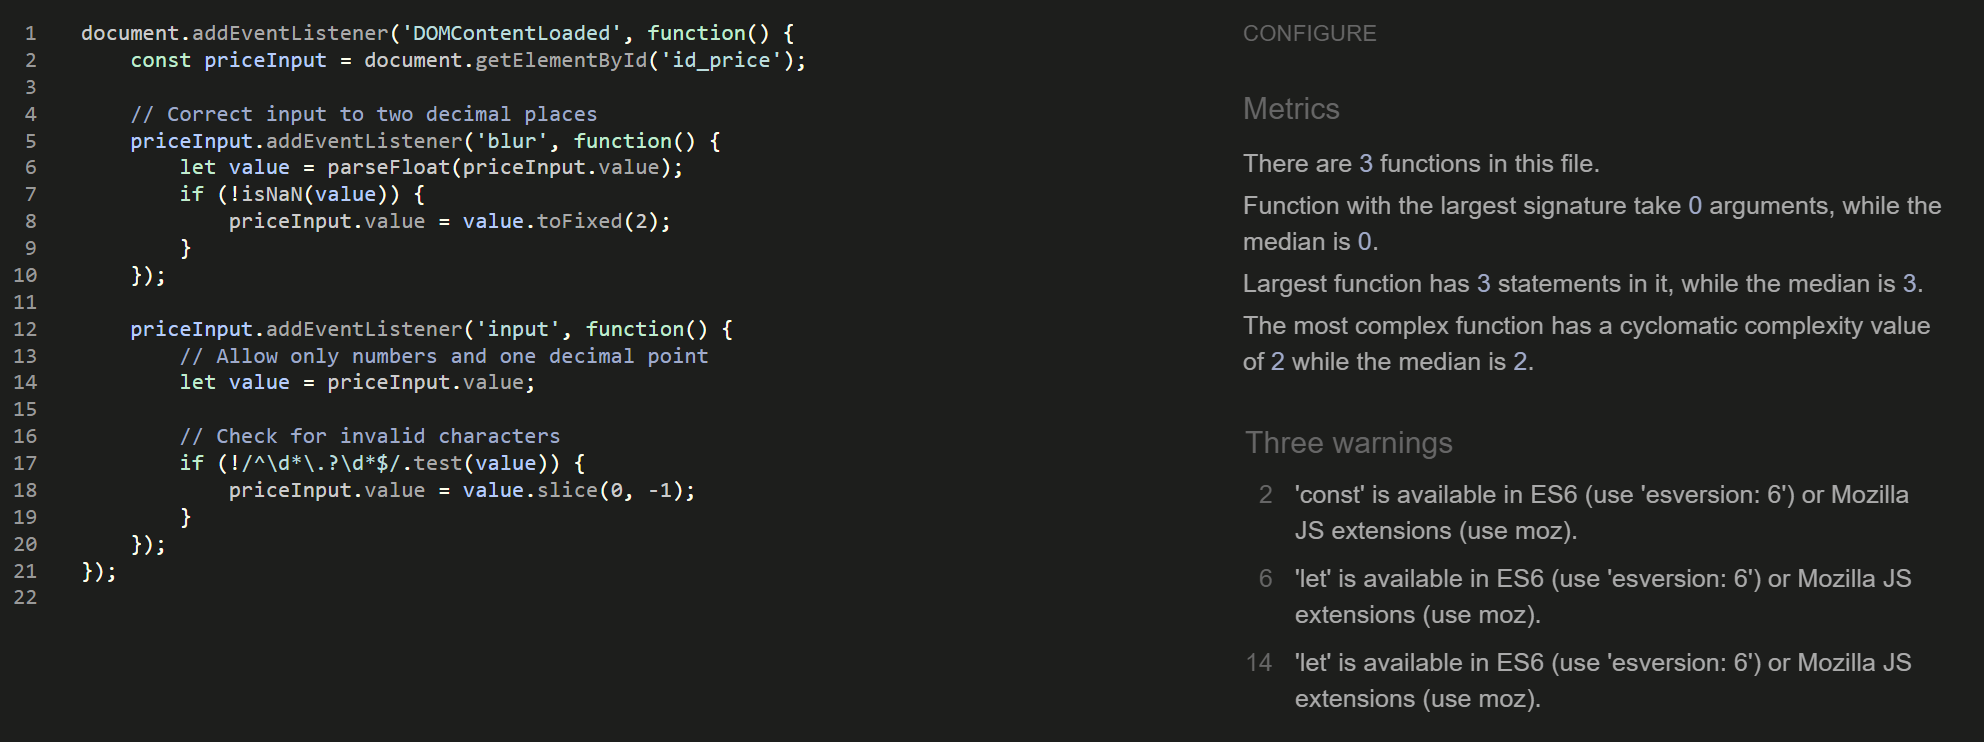 1 document.addEventListener('DOMContentLoaded', function() {
2     const priceInput = document.getElementById('id_price');
3
4     // Correct input to two decimal places
5     priceInput.addEventListener('blur', function() {
6         let value = parseFloat(priceInput.value);
7         if (!isNaN(value)) {
8             priceInput.value = value.toFixed(2);
9         }
10     });
11
12     priceInput.addEventListener('input', function() {
13         // Allow only numbers and one decimal point
14         let value = priceInput.value;
15
16         // Check for invalid characters
17         if (!/^\d*\.?\d*$/.test(value)) {
18             priceInput.value = value.slice(0, -1);
19         }
20     });
21 });
22
CONFIGURE
Metrics
There are 3 functions in this file.
Function with the largest signature take 0 arguments, while the
median is 0.
Largest function has 3 statements in it, while the median is 3.
The most complex function has a cyclomatic complexity value
of 2 while the median is 2.
Three warnings
2 'const' is available in ES6 (use 'esversion: 6') or Mozilla
JS extensions (use moz).
6 'let' is available in ES6 (use 'esversion: 6') or Mozilla JS
extensions (use moz).
14 'let' is available in ES6 (use 'esversion: 6') or Mozilla JS
extensions (use moz).